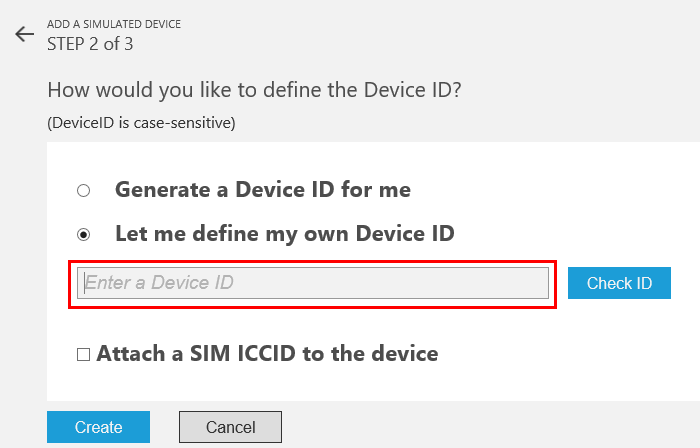 ADD A SIMULATED DEVICE
STEP 2 of 3
How would you like to define the Device ID?
(DeviceID is case-sensitive)
Generate a Device ID for me
Let me define my own Device ID
Enter a Device ID
Check ID
Attach a SIM ICCID to the device
Create
Cancel